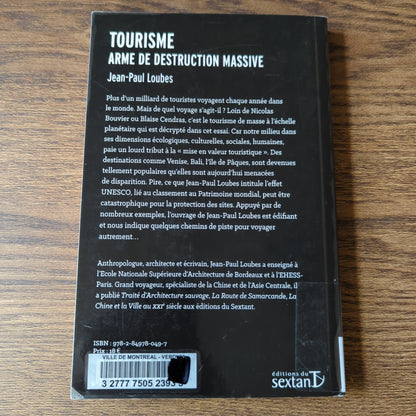 TOURISME
ARME DE DESTRUCTION MASSIVE
Jean-Paul Loubes
Plus d'un milliard de touristes voyagent chaque année dans
le monde. Mais de quel voyage s'agit-il ? Loin de Nicolas
Bouvier ou Blaise Cendras, c'est le tourisme de masse à l'échelle
planétaire qui est décrypté dans cet essai. Car notre milieu dans
ses dimensions écologiques, culturelles, sociales, humaines,
paie un lourd tribut à la « mise en valeur touristique ». Des
destinations comme Venise, Bali, l'île de Pâques, sont devenues
tellement populaires qu'elles sont aujourd'hui menacées
de disparition. Pire, ce que Jean-Paul Loubes intitule l'effet
UNESCO, lié au classement au Patrimoine mondial, peut être
catastrophique pour la protection des sites. Appuyé par de
nombreux exemples, l'ouvrage de Jean-Paul Loubes est édifiant
et nous indique quelques chemins de piste pour voyager
autrement...
Anthropologue, architecte et écrivain, Jean-Paul Loubes a enseigné à
l'Ecole Nationale Supérieure d'Architecture de Bordeaux et à l'EHESS-
Paris. Grand voyageur, spécialiste de la Chine et de l'Asie Centrale, il
a publié Traité d'Architecture sauvage, La Route de Samarcande, La
Chine et la Ville au XXIe siècle aux éditions du Sextant.
ISBN : 978-2-84978-049-7
Prix : 18 €
VILLE DE MONTREAL -
3 2777 7505 2393
éditions du
sextant